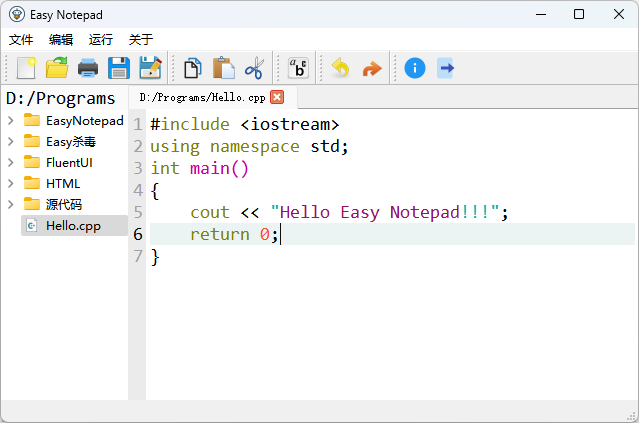 Easy Notepad
文件 编辑 运行 关于
abc
D:/Programs
EasyNotepad
Easy杀毒
FluentUI
HTML
源代码
Hello.cpp
D:/Programs/Hello.cpp
1 #include <iostream>
2 using namespace std;
3 int main()
4 {
5     cout << "Hello Easy Notepad!!!";
6     return 0;
7 }